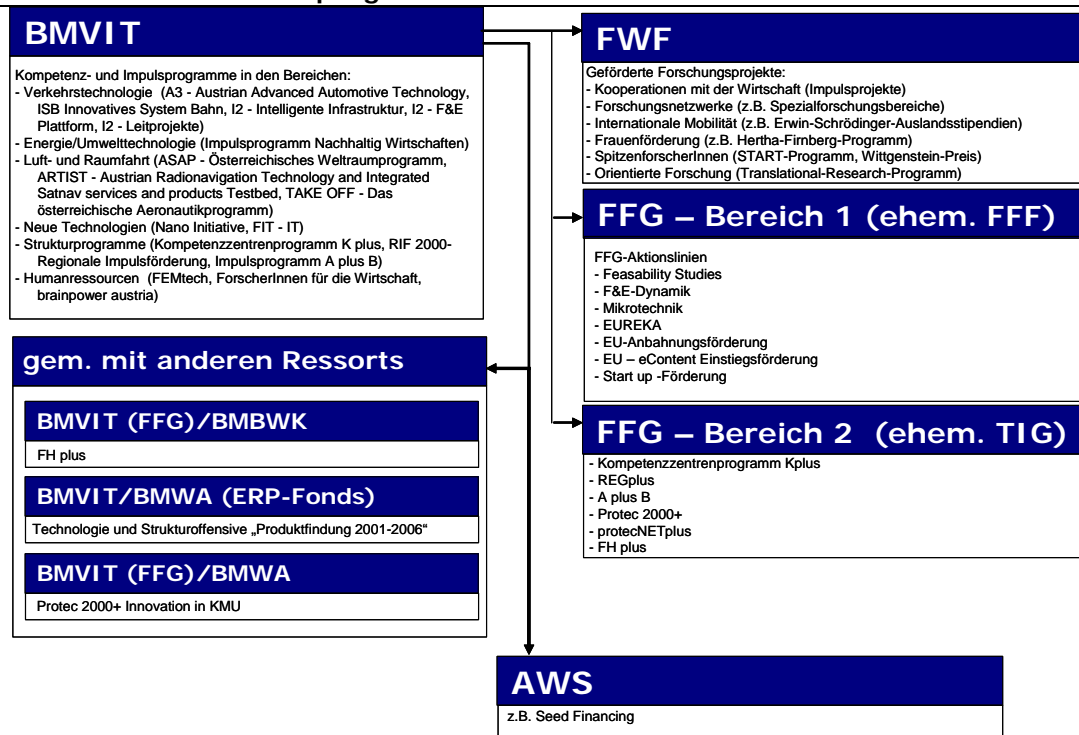 BMVIT
Kompetenz- und Impulsprogramme in den Bereichen:
- Verkehrstechnologie (A3 - Austrian Advanced Automotive Technology,
ISB Innovatives System Bahn, I2 - Intelligente Infrastruktur, I2 - F&E
Plattform, I2 - Leitprojekte)
- Energie/Umwelttechnologie (Impulsprogramm Nachhaltig Wirtschaften)
- Luft- und Raumfahrt (ASAP - Österreichisches Weltraumprogramm,
ARTIST - Austrian Radionavigation Technology and Integrated
Satnav services and products Testbed, TAKE OFF - Das
österreichische Aeronautikprogramm)
- Neue Technologien (Nano Initiative, FIT - IT)
- Strukturprogramme (Kompetenzzentrenprogramm K plus, RIF 2000-
Regionale Impulsförderung, Impulsprogramm A plus B)
- Humanressourcen (FEMtech, ForscherInnen für die Wirtschaft,
brainpower austria)
gem. mit anderen Ressorts
BMVIT (FFG)/BMBWK
FH plus
BMVIT/BMWA (ERP-Fonds)
Technologie und Strukturoffensive „Produktfindung 2001-2006“
BMVIT (FFG)/BMWA
Protec 2000+ Innovation in KMU
FWF
Geförderte Forschungsprojekte:
- Kooperationen mit der Wirtschaft (Impulsprojekte)
- Forschungsnetzwerke (z.B. Spezialforschungsbereiche)
- Internationale Mobilität (z.B. Erwin-Schrödinger-Auslandsstipendien)
- Frauenförderung (z.B. Hertha-Firnberg-Programm)
- SpitzenforscherInnen (START-Programm, Wittgenstein-Preis)
- Orientierte Forschung (Translational-Research-Programm)
FFG – Bereich 1 (ehem. FFF)
FFG-Aktionslinien
- Feasability Studies
- F&E-Dynamik
- Mikrotechnik
- EUREKA
- EU-Anbahnungsförderung
- EU – eContent Einstiegsförderung
- Start up -Förderung
FFG – Bereich 2 (ehem. TIG)
- Kompetenzzentrenprogramm Kplus
- REGplus
- A plus B
- Protec 2000+
- protecNETplus
- FH plus
AWS
z.B. Seed Financing